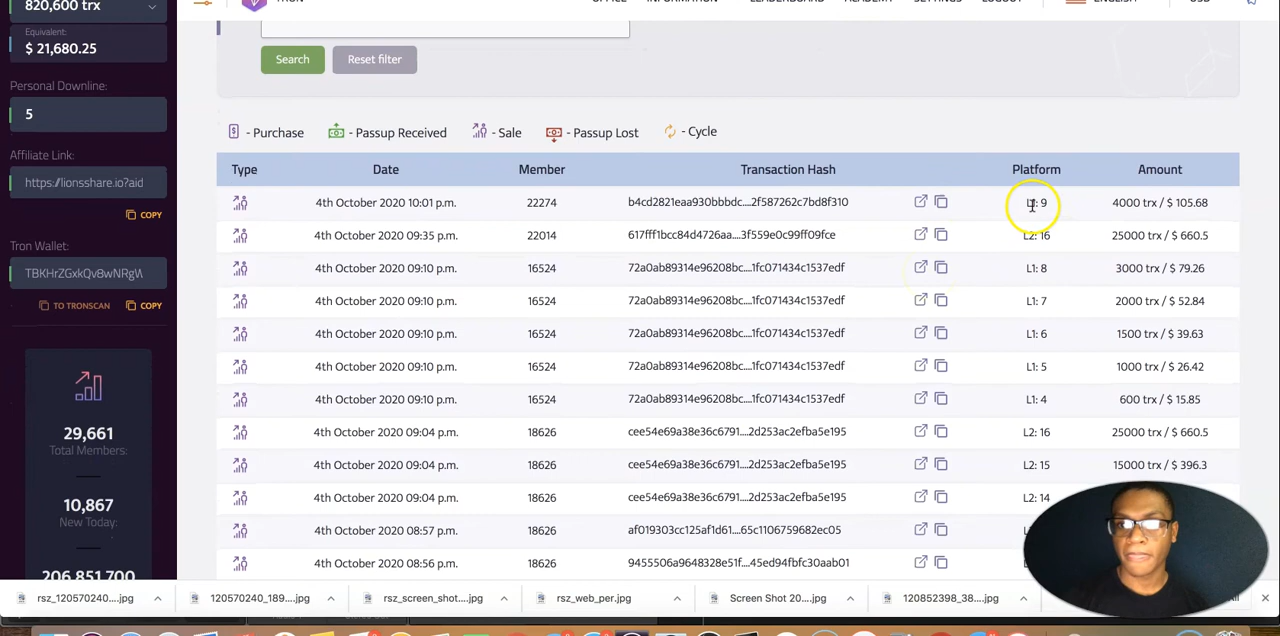 820,600 trx
TRON
OFFICE INFORMATION LEADERBOARD ACADEMY SETTINGS LOGOUT ENGLISH USD
Equivalent:
$ 21,680.25
Search Reset filter
Personal Downline:
5
- Purchase - Passup Received - Sale - Passup Lost - Cycle
Affiliate Link:
https://lionsshare.io?aid
COPY
Tron Wallet:
TBKHrZGxkQv8wNRgW
TO TRONSCAN COPY
Type Date Member Transaction Hash Platform Amount
4th October 2020 10:01 p.m. 22274 b4cd2821eaa930bbbdc....2f587262c7bd8f310 L1: 9 4000 trx / $ 105.68
4th October 2020 09:35 p.m. 22014 617fff1bcc84d4726aa....3f559e0c99ff09fce L2: 16 25000 trx / $ 660.5
4th October 2020 09:10 p.m. 16524 72a0ab89314e96208bc....1fc071434c1537edf L1: 8 3000 trx / $ 79.26
4th October 2020 09:10 p.m. 16524 72a0ab89314e96208bc....1fc071434c1537edf L1: 7 2000 trx / $ 52.84
4th October 2020 09:10 p.m. 16524 72a0ab89314e96208bc....1fc071434c1537edf L1: 6 1500 trx / $ 39.63
4th October 2020 09:10 p.m. 16524 72a0ab89314e96208bc....1fc071434c1537edf L1: 5 1000 trx / $ 26.42
4th October 2020 09:10 p.m. 16524 72a0ab89314e96208bc....1fc071434c1537edf L1: 4 600 trx / $ 15.85
4th October 2020 09:04 p.m. 18626 cee54e69a38e36c6791....2d253ac2efba5e195 L2: 16 25000 trx / $ 660.5
4th October 2020 09:04 p.m. 18626 cee54e69a38e36c6791....2d253ac2efba5e195 L2: 15 15000 trx / $ 396.3
4th October 2020 09:04 p.m. 18626 cee54e69a38e36c6791....2d253ac2efba5e195 L2: 14
4th October 2020 08:57 p.m. 18626 af019303cc125af1d61....65c1106759682ec05
4th October 2020 08:56 p.m. 18626 9455506a9648328e51f....45ed94fbfc30aab01
29,661
Total Members:
10,867
New Today:
206,851,700
rsz_120570240....jpg 120570240_189....jpg rsz_screen_shot....jpg rsz_web_per.jpg Screen Shot 20....jpg 120852398_38....jpg